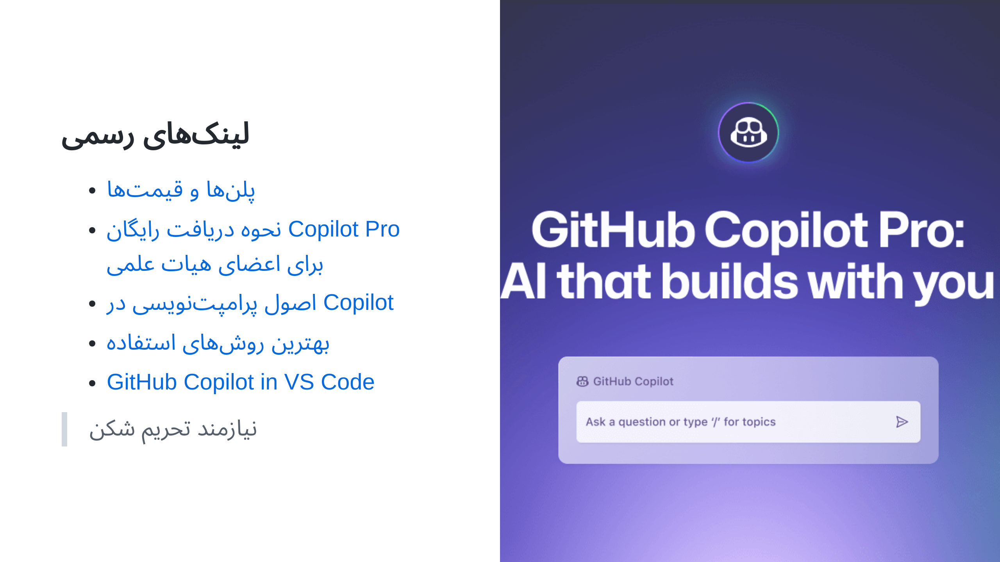 لینک‌های رسمی
پلن‌ها و قیمت‌ها
نحوه دریافت رایگان Copilot Pro
برای اعضای هیات علمی
اصول پرامپت‌نویسی در Copilot
بهترین روش‌های استفاده
GitHub Copilot in VS Code
نیازمند تحریم شکن
GitHub Copilot Pro:
AI that builds with you
GitHub Copilot
Ask a question or type ‘/’ for topics